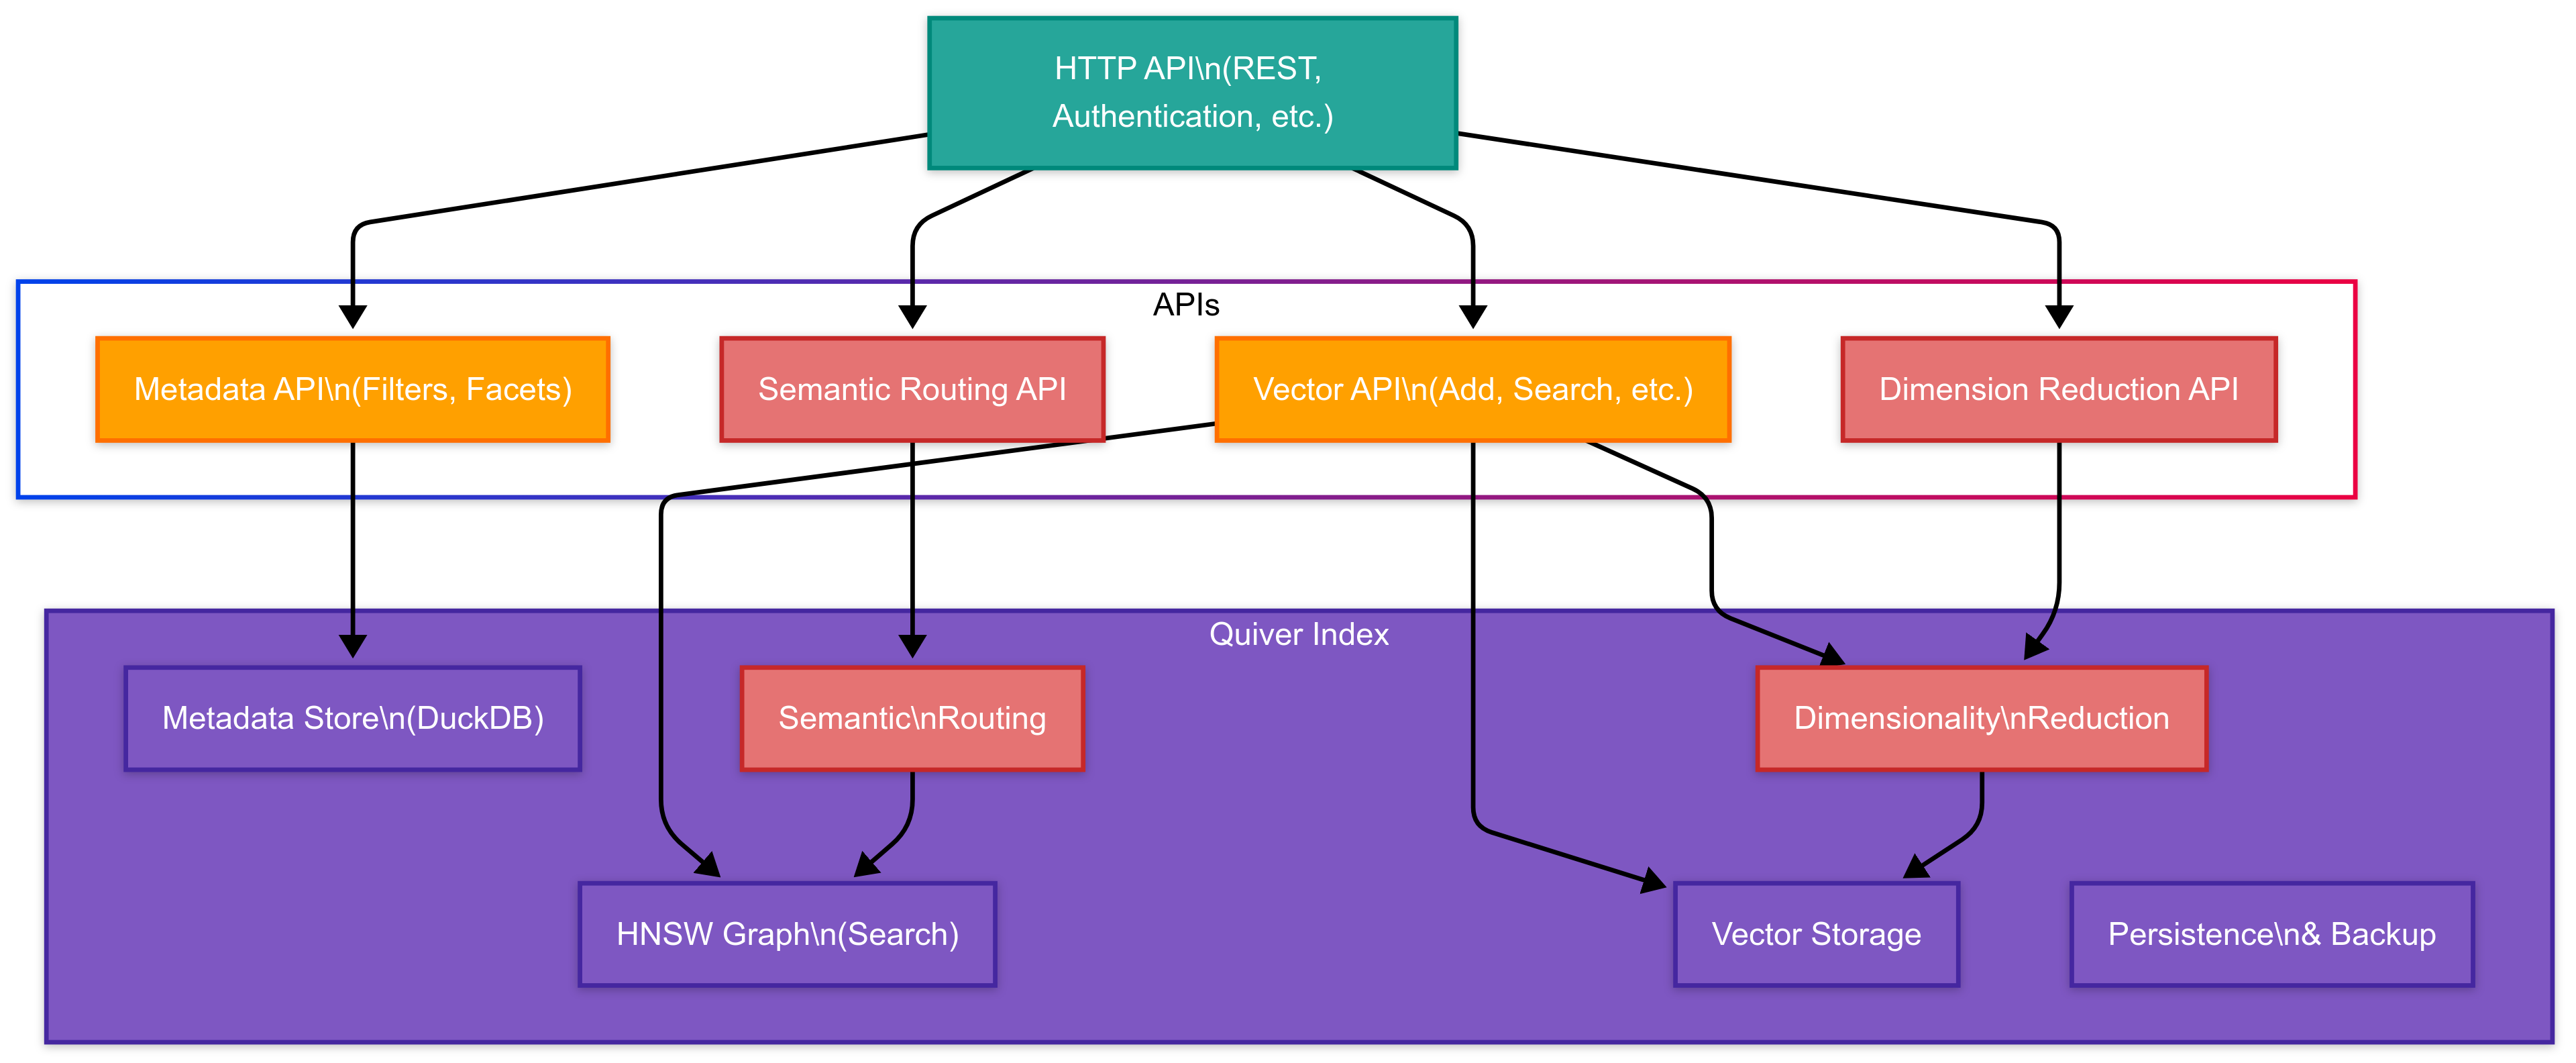 HTTP API\n(REST,
Authentication, etc.)
APIs
Metadata API\n(Filters, Facets)
Semantic Routing API
Vector API\n(Add, Search, etc.)
Dimension Reduction API
Quiver Index
Metadata Store\n(DuckDB)
Semantic\nRouting
Dimensionality\nReduction
HNSW Graph\n(Search)
Vector Storage
Persistence\n& Backup